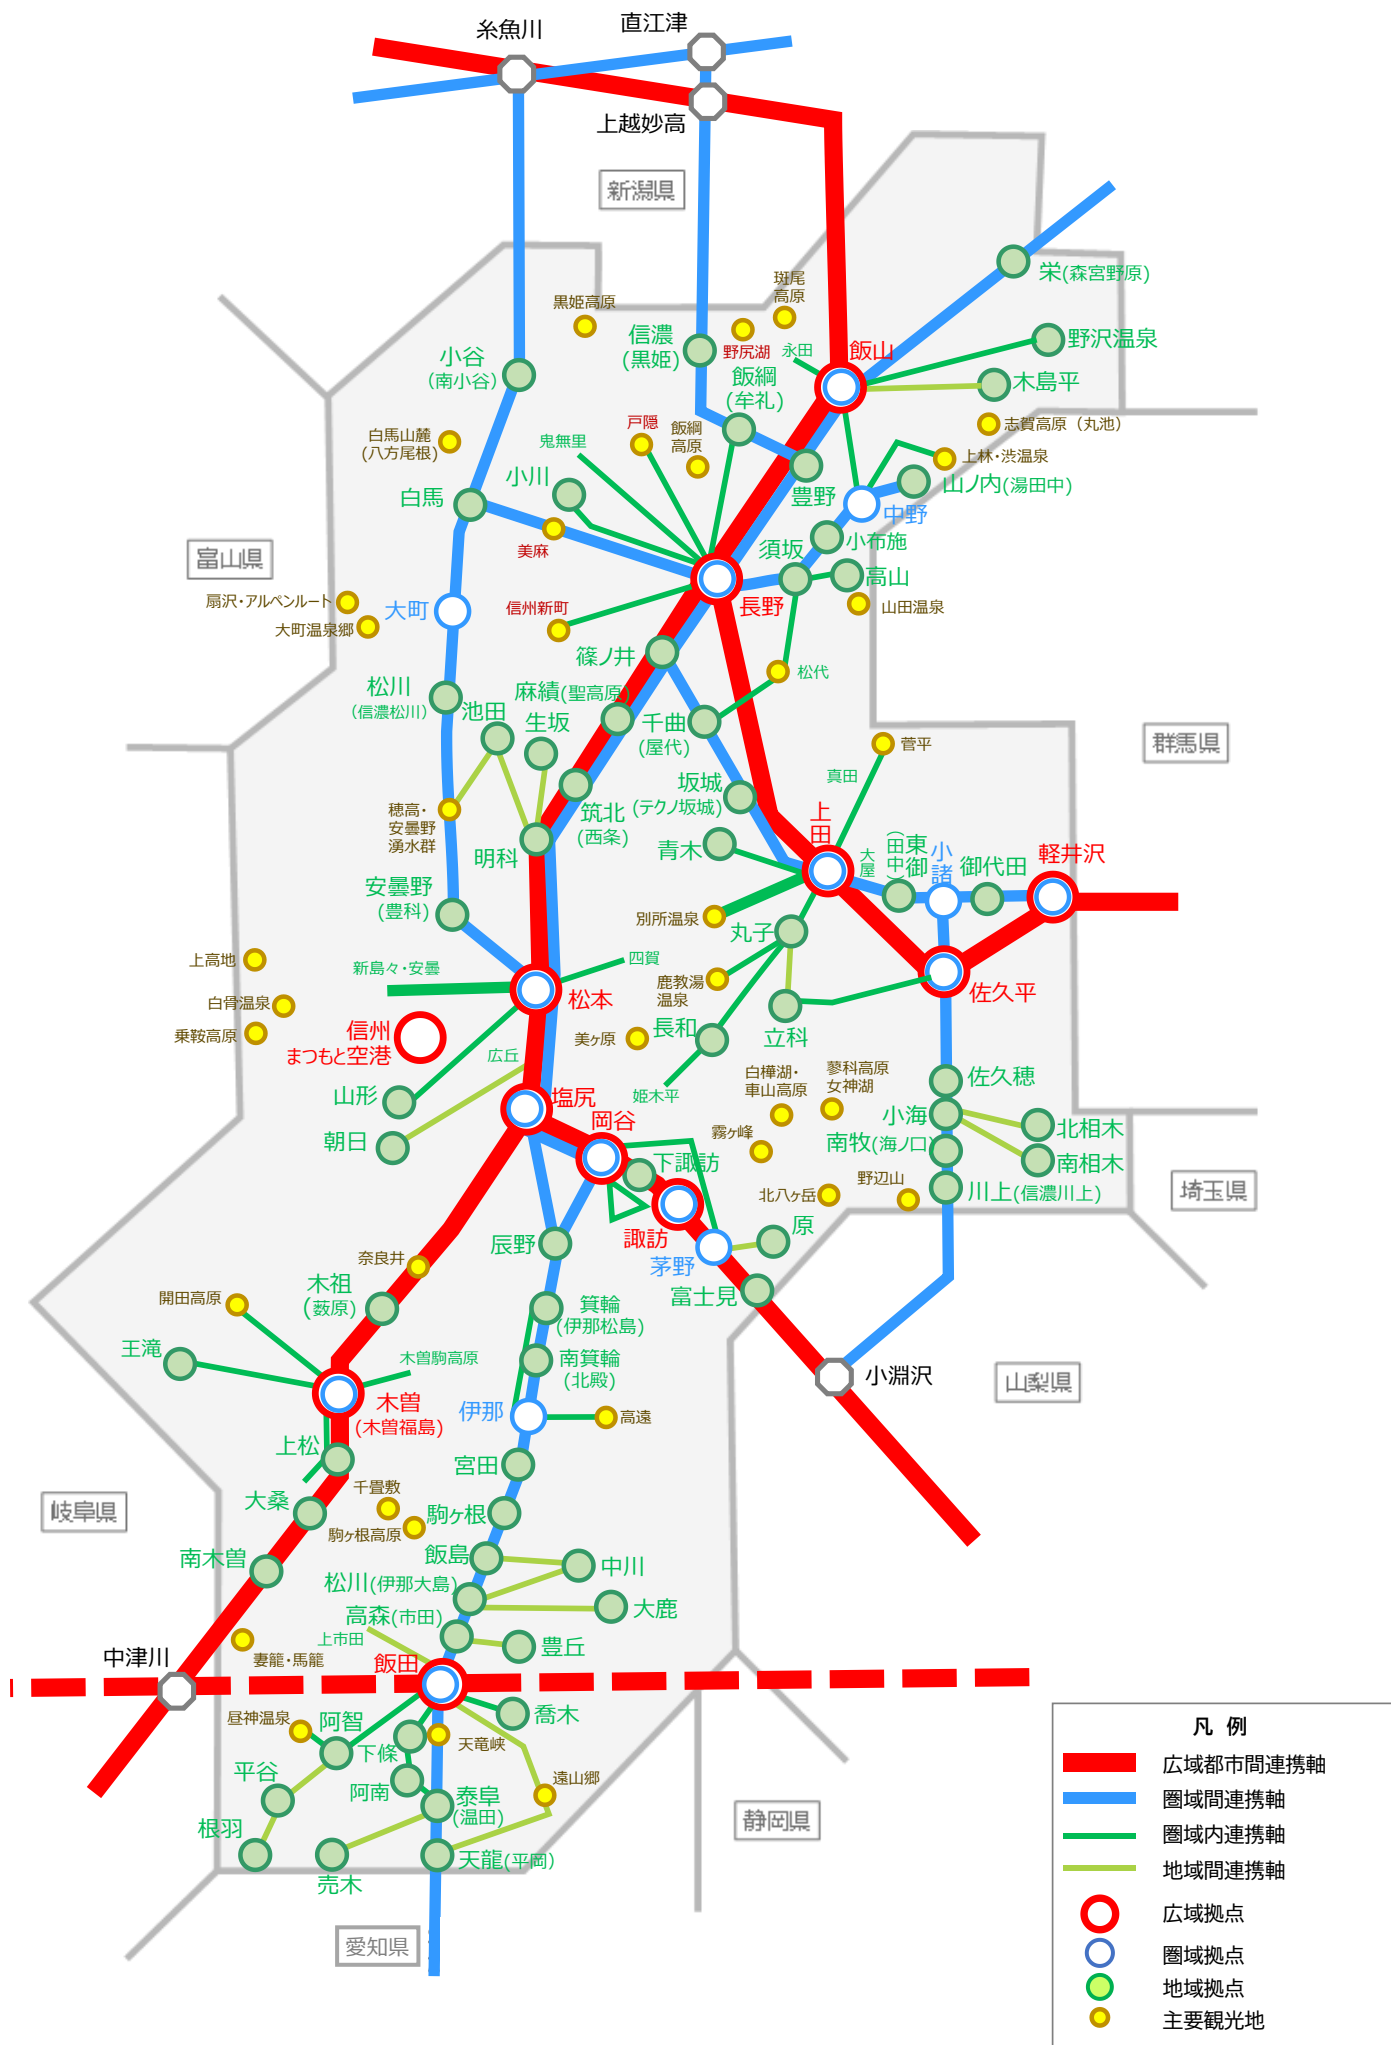 糸魚川
直江津
上越妙高
新潟県
斑尾
高原
栄(森宮野原)
黒姫高原
信濃
(黒姫)
野尻湖
永田
飯山
野沢温泉
小谷
(南小谷)
飯綱
(牟礼)
木島平
志賀高原（丸池）
白馬山麓
(八方尾根)
鬼無里
戸隠
飯綱
高原
上林・渋温泉
小川
豊野
山ノ内(湯田中)
白馬
中野
美麻
須坂
小布施
富山県
高山
扇沢・アルペンルート
大町
信州新町
長野
山田温泉
大町温泉郷
篠ノ井
松代
松川
(信濃松川)
麻績(聖高原)
池田
生坂
千曲
(屋代)
菅平
群馬県
真田
坂城
(テクノ坂城)
穂高・
安曇野
湧水群
筑北
(西条)
上田
青木
明科
大屋
東御
(田中)
小諸
御代田
軽井沢
安曇野
(豊科)
別所温泉
丸子
上高地
新島々・安曇
四賀
鹿教湯
温泉
佐久平
白骨温泉
松本
乗鞍高原
信州
まつもと空港
美ヶ原
長和
立科
広丘
白樺湖・
車山高原
蓼科高原
女神湖
佐久穂
山形
姫木平
塩尻
岡谷
小海
北相木
朝日
霧ヶ峰
南牧(海ノ口)
下諏訪
南相木
野辺山
北八ヶ岳
川上(信濃川上)
埼玉県
原
諏訪
辰野
茅野
奈良井
富士見
木祖
(薮原)
開田高原
箕輪
(伊那松島)
王滝
木曽駒高原
南箕輪
(北殿)
小淵沢
山梨県
木曽
(木曽福島)
伊那
高遠
上松
宮田
千畳敷
大桑
駒ヶ根
岐阜県
駒ヶ根高原
南木曽
飯島
中川
松川(伊那大島)
大鹿
高森(市田)
上市田
豊丘
妻籠・馬籠
中津川
飯田
昼神温泉
阿智
喬木
下條
天竜峡
平谷
阿南
遠山郷
泰阜
(温田)
根羽
売木
天龍(平岡)
静岡県
愛知県
凡 例
広域都市間連携軸
圏域間連携軸
圏域内連携軸
地域間連携軸
広域拠点
圏域拠点
地域拠点
主要観光地